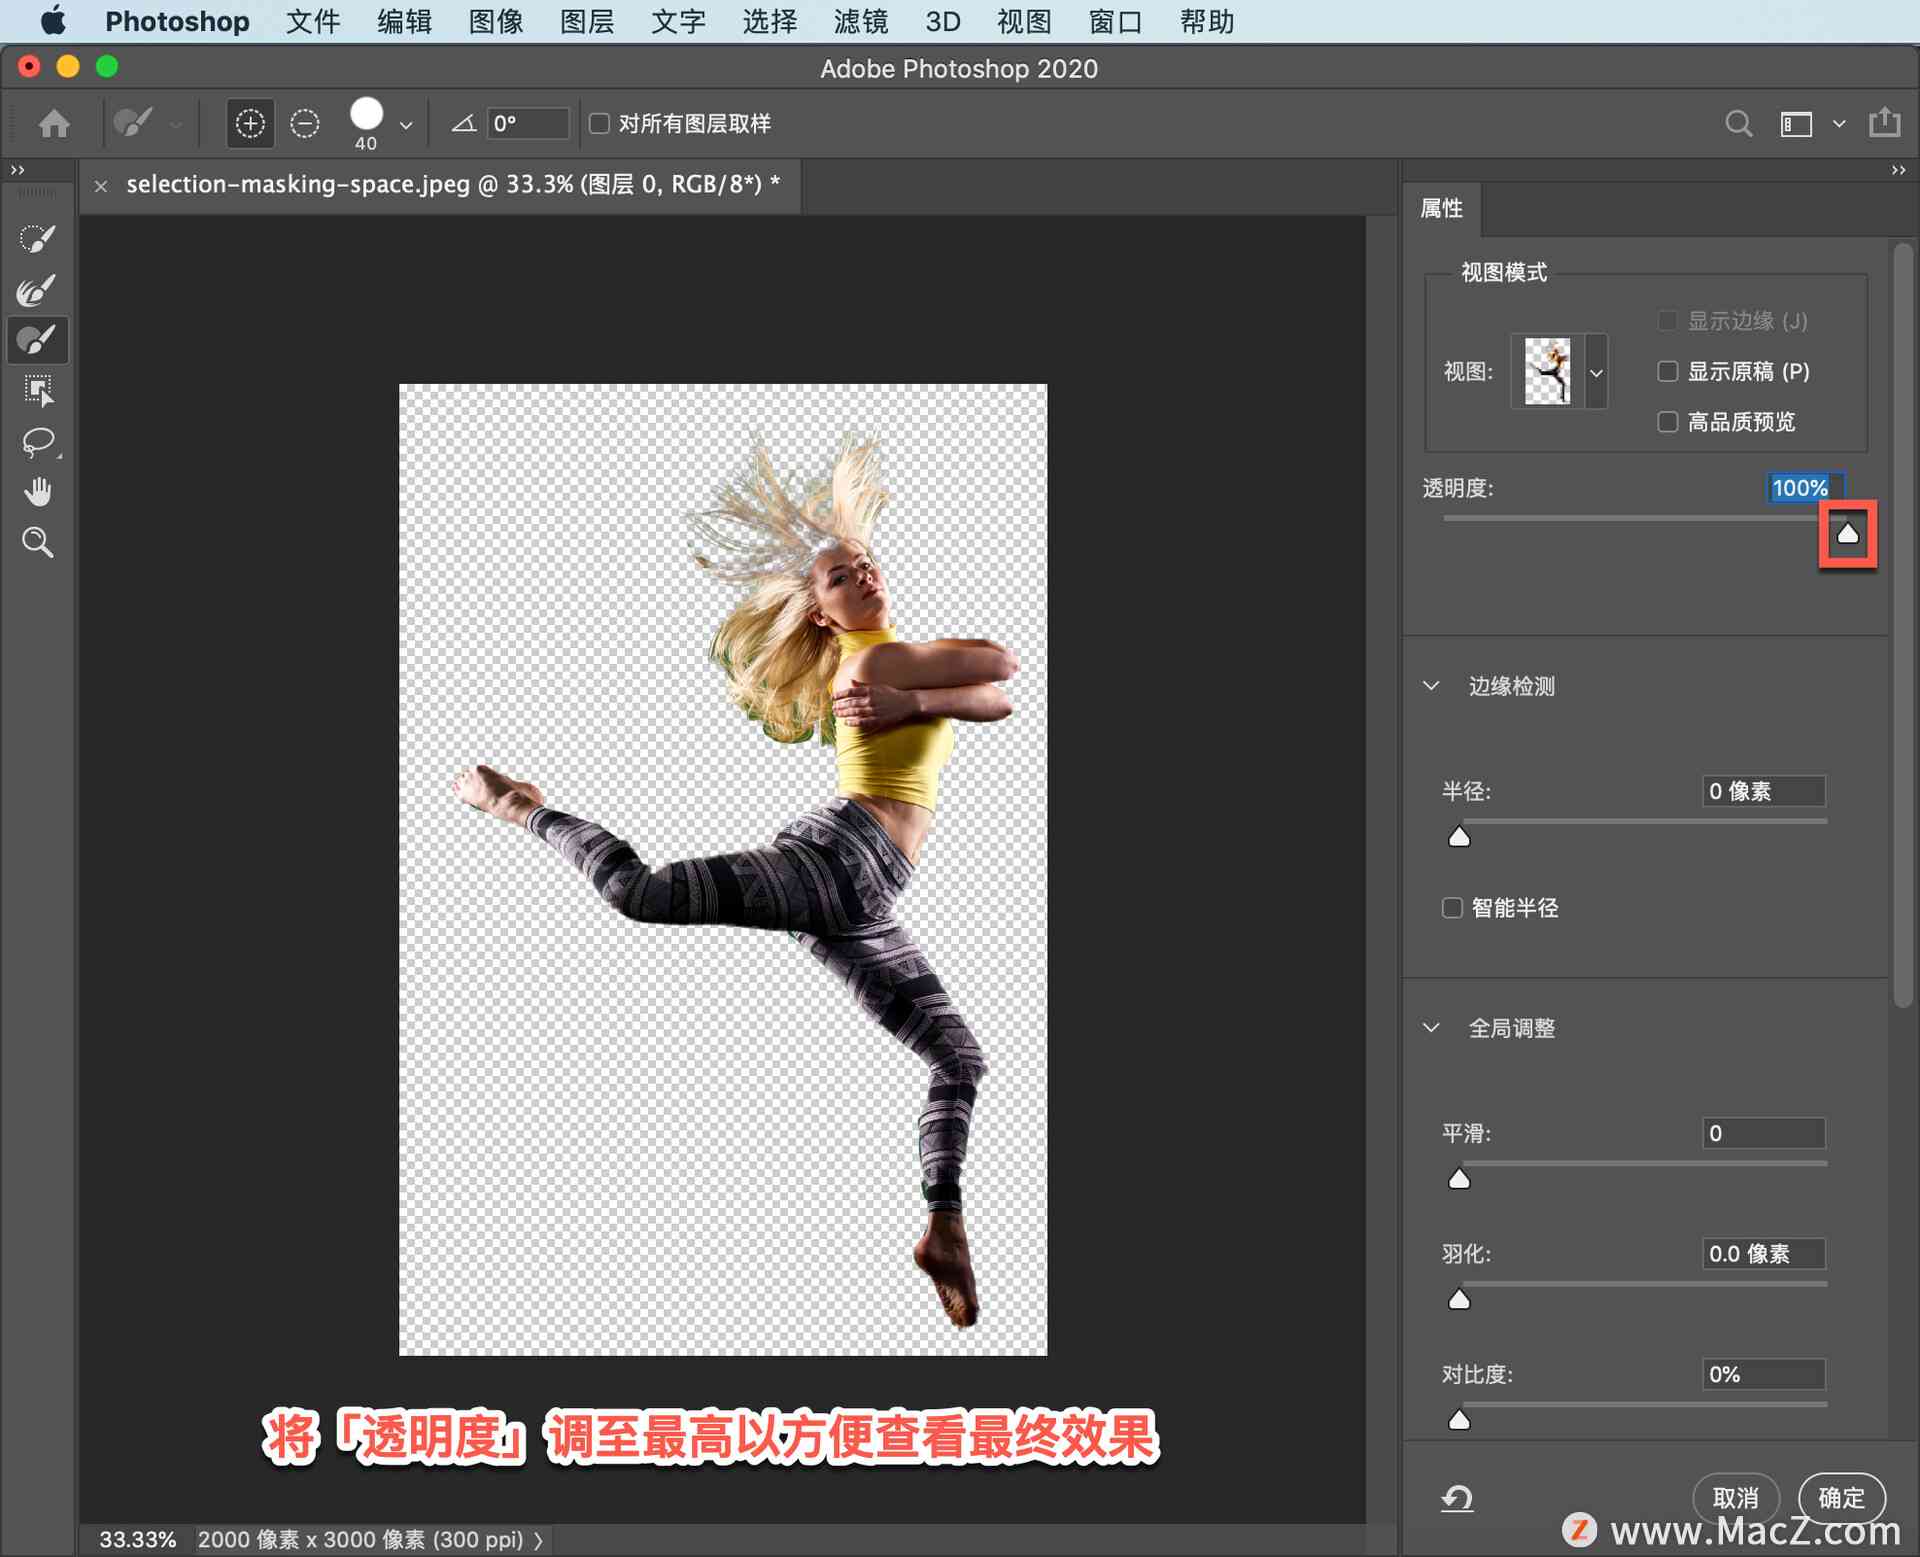 Photoshop 文件 编辑 图像 图层 文字 选择 滤镜 3D 视图 窗口 帮助
Adobe Photoshop 2020
40
0°
对所有图层取样
selection-masking-space.jpeg @ 33.3% (图层 0, RGB/8*) *
属性
视图模式
显示边缘 (J)
视图:
显示原稿 (P)
高品质预览
透明度:
100%
边缘检测
半径:
0 像素
智能半径
全局调整
平滑:
0
羽化:
0.0 像素
对比度:
0%
将「透明度」调至最高以方便查看最终效果
取消
确定
33.33%
2000 像素 x 3000 像素 (300 ppi)
Z www.MacZ.com